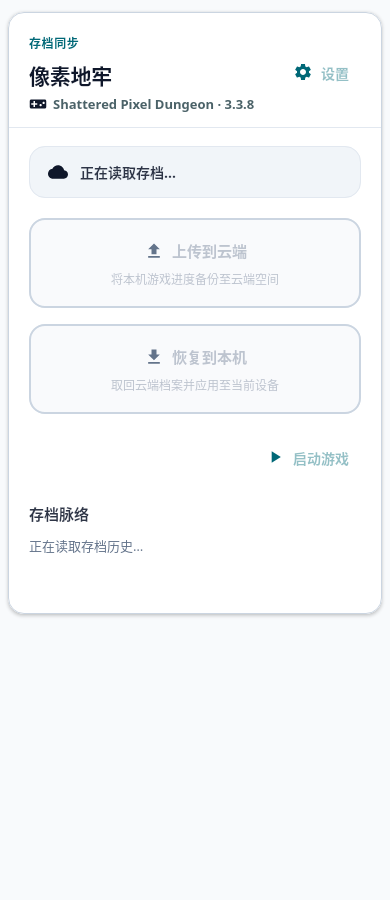 存档同步
像素地牢
设置
Shattered Pixel Dungeon · 3.3.8
正在读取存档...
上传到云端
将本机游戏进度备份至云端空间
恢复到本机
取回云端档案并应用至当前设备
启动游戏
存档脉络
正在读取存档历史...